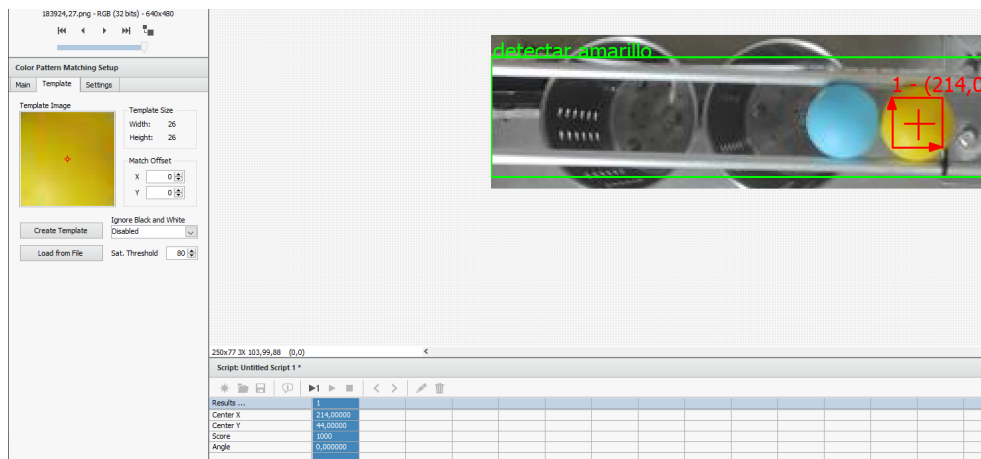 183924,27.png - RGB (32 bits) - 640x480
Color Pattern Matching Setup
Main Template Settings
Template Image
Template Size
Width: 26
Height: 26
Match Offset
X 0
Y 0
Create Template
Ignore Black and White
Disabled
Load from File
Sat. Threshold 80
detectar amarillo
1 - (214,0
250x77 3X 103,99,88 (0,0)
Script: Untitled Script 1 *
1
Results ... 1
Center X 214,00000
Center Y 44,00000
Score 1000
Angle 0,000000